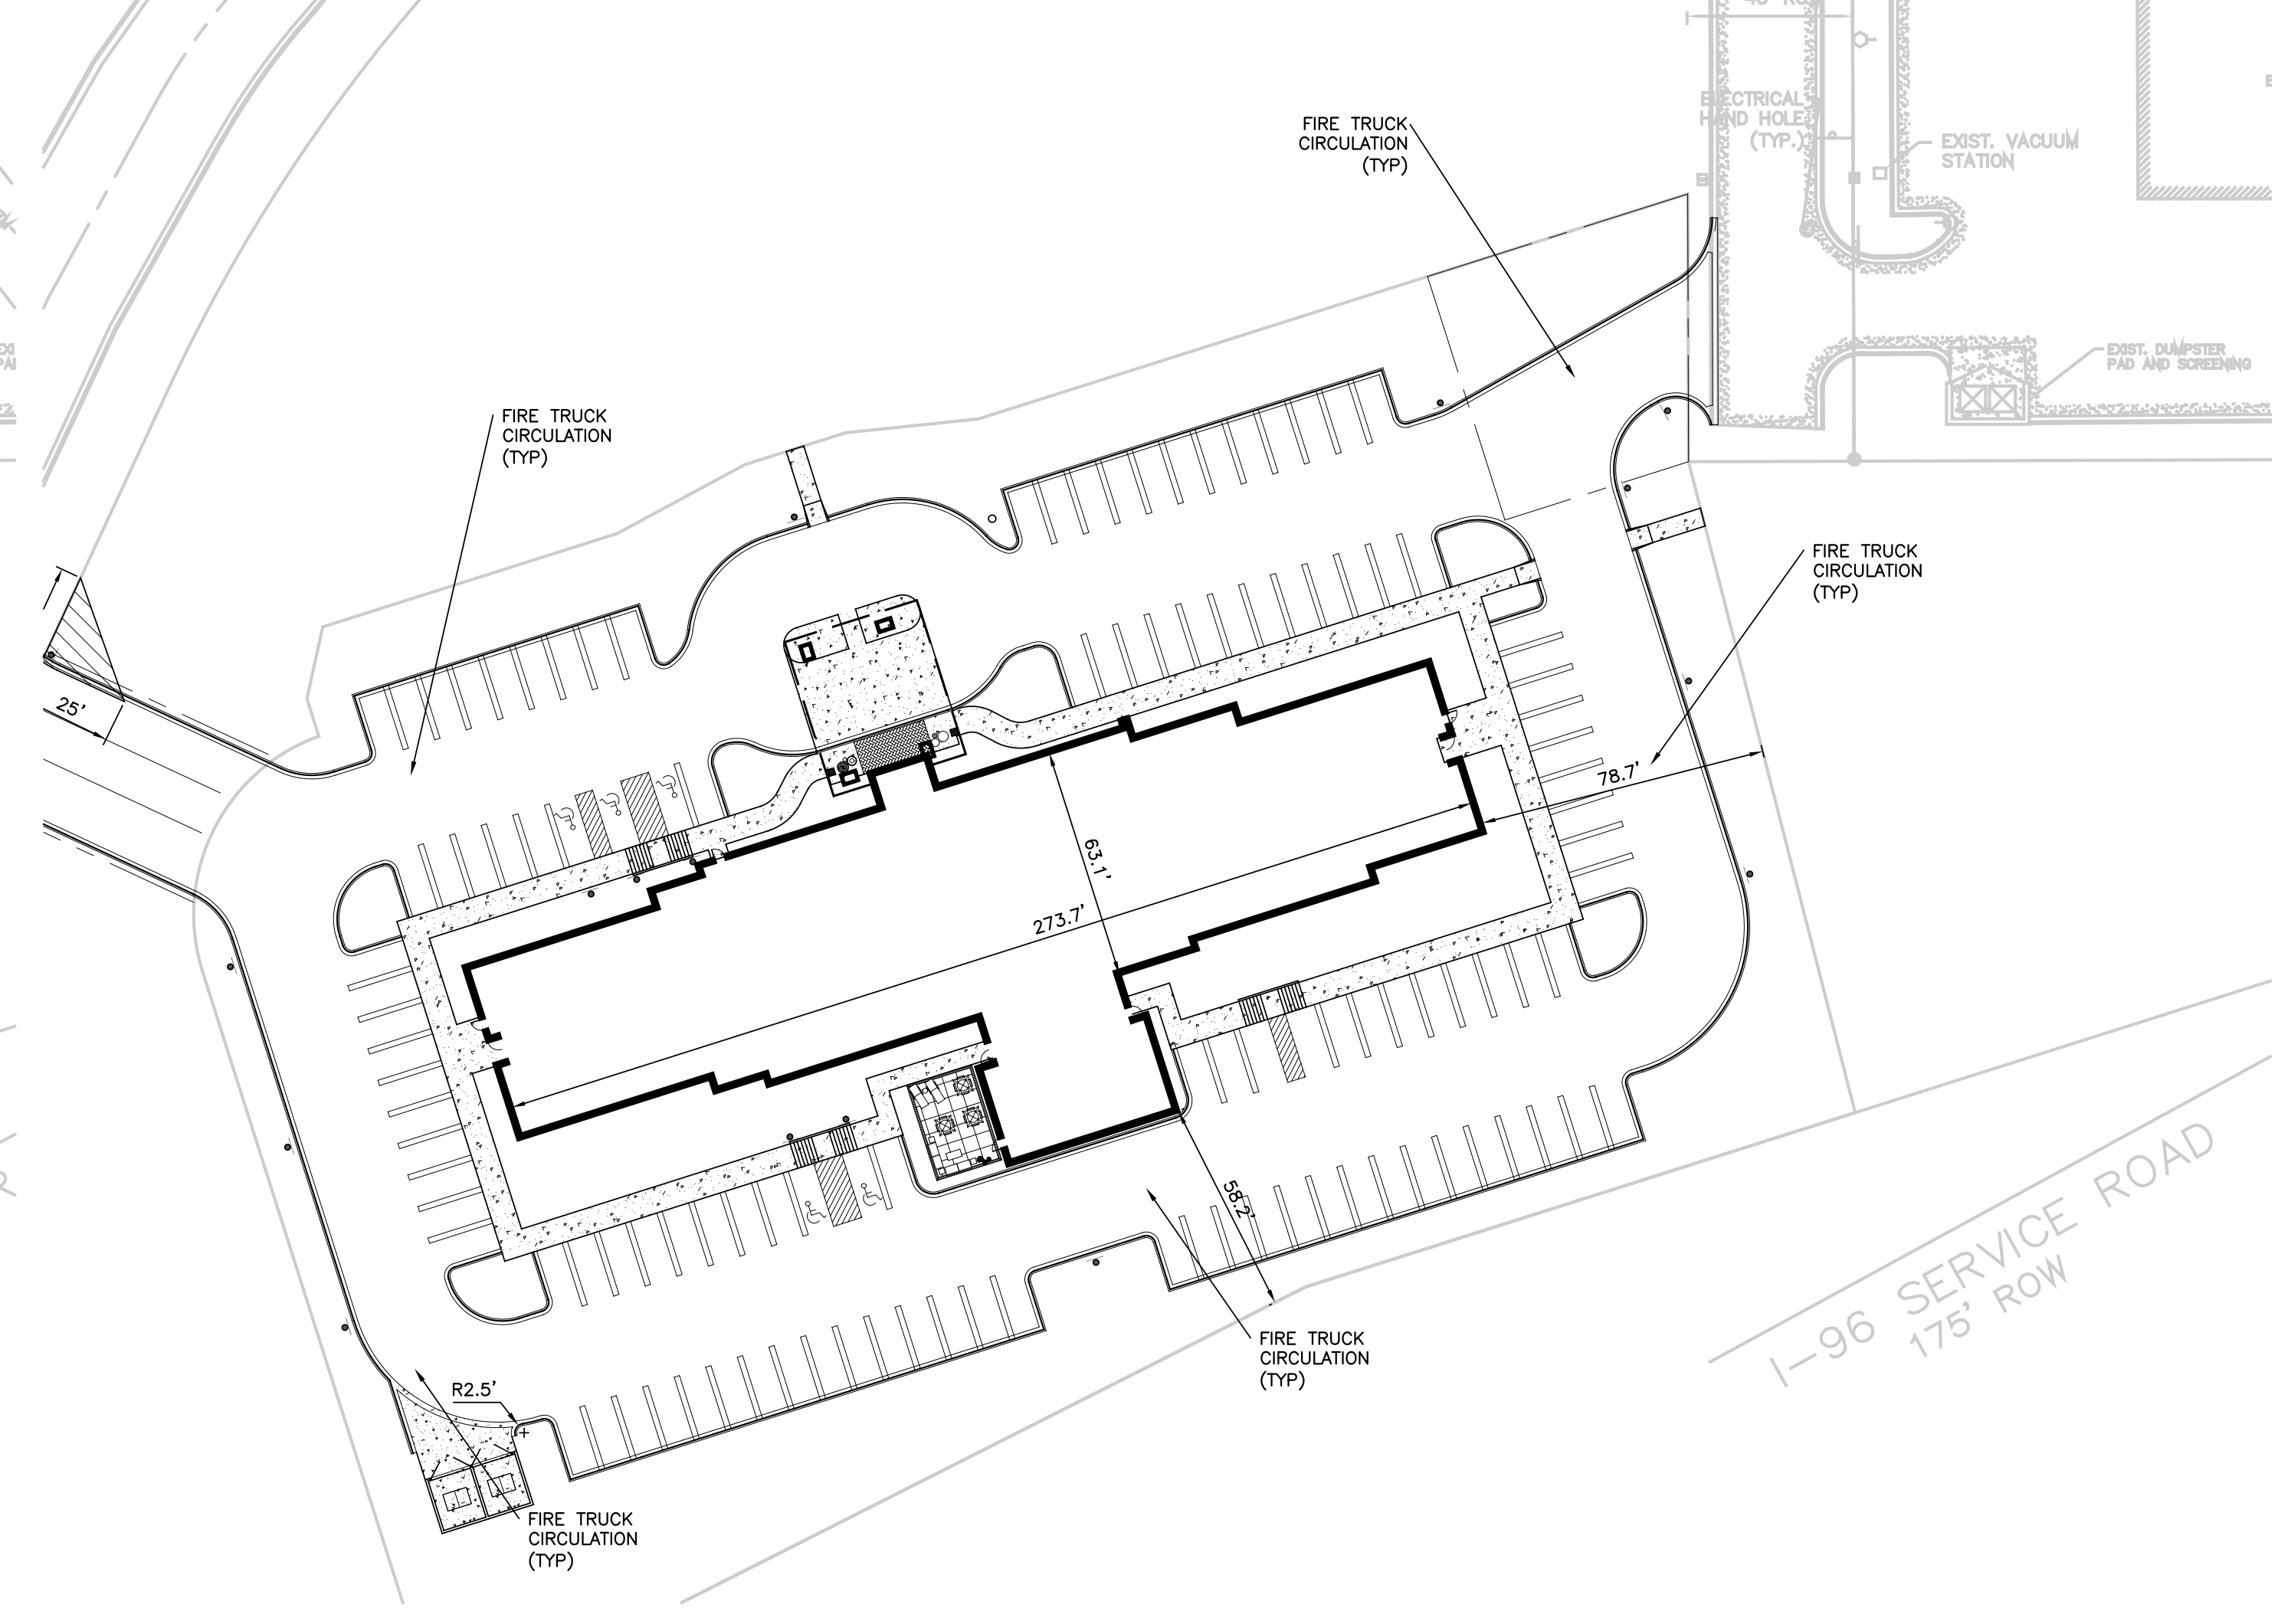 40' ROW
ELECTRICAL
HAND HOLE
(TYP.)
EXIST. VACUUM
STATION
EXIST. DUMPSTER
PAD AND SCREENING
FIRE TRUCK
CIRCULATION
(TYP)
FIRE TRUCK
CIRCULATION
(TYP)
FIRE TRUCK
CIRCULATION
(TYP)
25'
78.7'
63.1'
273.7'
58.2'
I-96 SERVICE ROAD
175' ROW
FIRE TRUCK
CIRCULATION
(TYP)
R2.5'
FIRE TRUCK
CIRCULATION
(TYP)